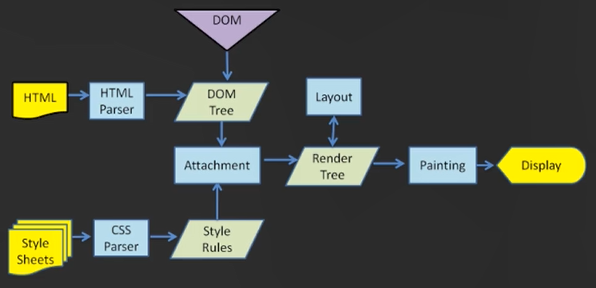 DOM
HTML
HTML
Parser
DOM
Tree
Layout
Attachment
Render
Tree
Painting
Display
Style
Sheets
CSS
Parser
Style
Rules